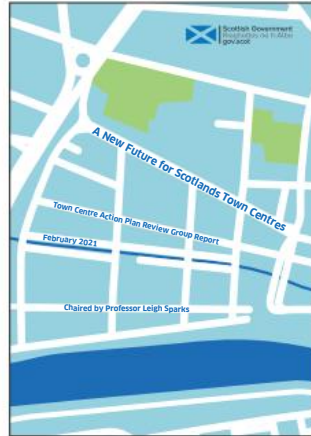 Scottish Government
Riaghaltas na h-Alba
gov.scot
A New Future for Scotlands Town Centres
Town Centre Action Plan Review Group Report
February 2021
Chaired by Professor Leigh Sparks